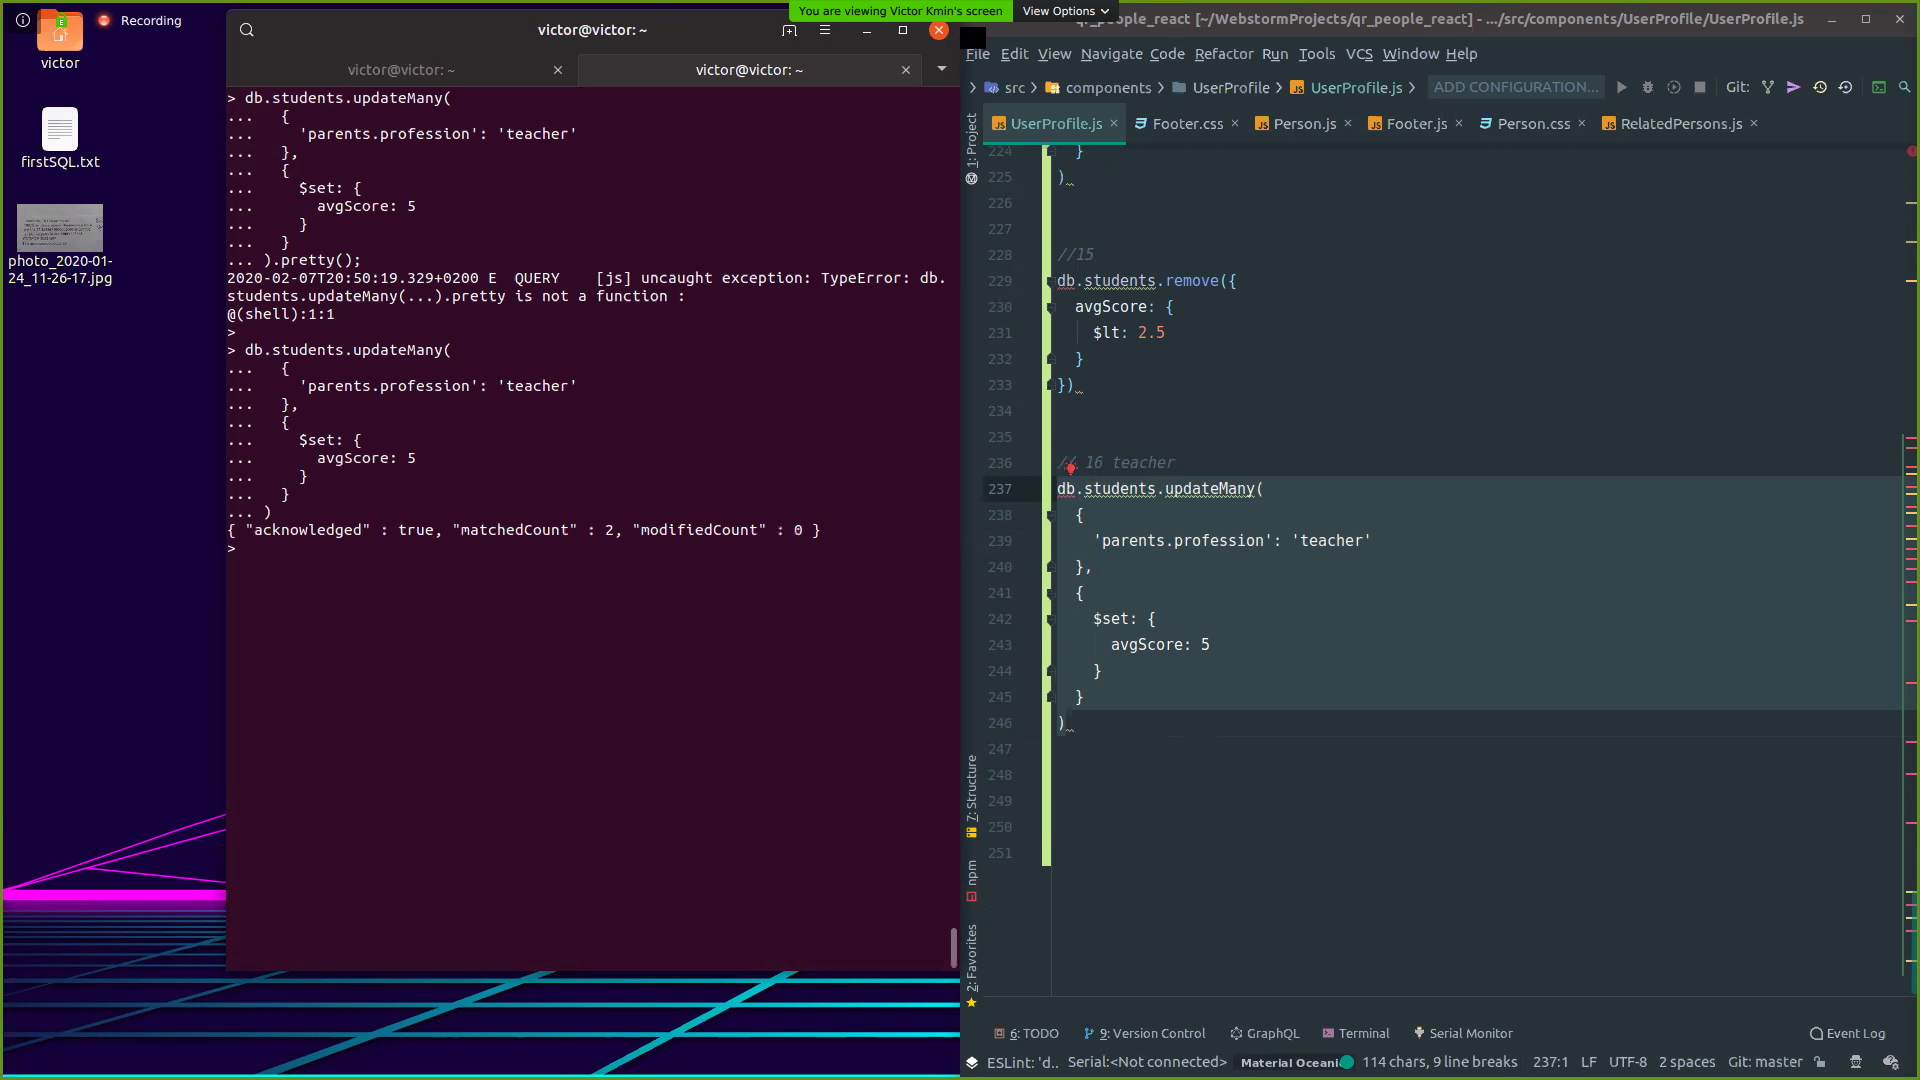 You are viewing Victor Kmin's screen
View Options
Recording
victor
firstSQL.txt
photo_2020-01-
24_11-26-17.jpg
victor@victor: ~
victor@victor: ~
victor@victor: ~
> db.students.updateMany(
... {
... 'parents.profession': 'teacher'
... },
... {
... $set: {
... avgScore: 5
... }
... }
... ).pretty();
2020-02-07T20:50:19.329+0200 E QUERY [js] uncaught exception: TypeError: db.
students.updateMany(...).pretty is not a function :
@(shell):1:1
>
> db.students.updateMany(
... {
... 'parents.profession': 'teacher'
... },
... {
... $set: {
... avgScore: 5
... }
... }
... )
{ "acknowledged" : true, "matchedCount" : 2, "modifiedCount" : 0 }
>
qr_people_react [~/WebstormProjects/qr_people_react] - .../src/components/UserProfile/UserProfile.js
File Edit View Navigate Code Refactor Run Tools VCS Window Help
src components UserProfile UserProfile.js ADD CONFIGURATION... Git:
UserProfile.js Footer.css Person.js Footer.js Person.css RelatedPersons.js
1: Project
7: Structure
npm
2: Favorites
224 }
225 )
226
227
228 //15
229 db.students.remove({
230 avgScore: {
231 $lt: 2.5
232 }
233 })
234
235
236 // 16 teacher
237 db.students.updateMany(
238 {
239 'parents.profession': 'teacher'
240 },
241 {
242 $set: {
243 avgScore: 5
244 }
245 }
246 )
247
248
249
250
251
6: TODO 9: Version Control GraphQL Terminal Serial Monitor Event Log
ESLint: 'd.. Serial:<Not connected> Material Oceani 114 chars, 9 line breaks 237:1 LF UTF-8 2 spaces Git: master